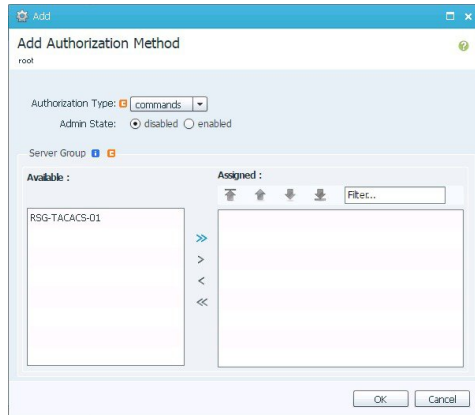 Add
Add Authorization Method
root
Authorization Type: E commands
Admin State: disabled enabled
Server Group i E
Available :
Assigned :
Filter...
RSG-TACACS-01
>>
>
<
<<
OK Cancel